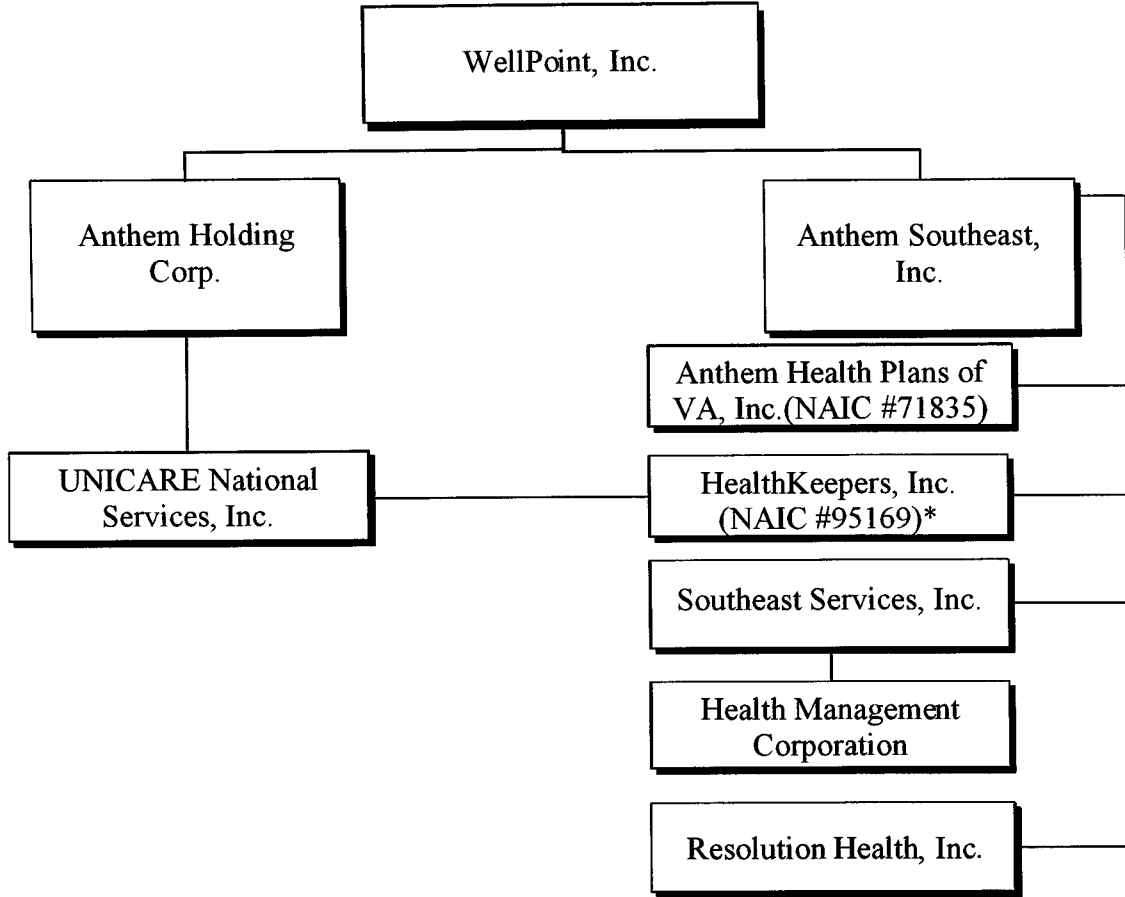 WellPoint, Inc.
Anthem Holding
Corp.
Anthem Southeast,
Inc.
Anthem Health Plans of
VA, Inc.(NAIC #71835)
UNICARE National
Services, Inc.
HealthKeepers, Inc.
(NAIC #95169)*
Southeast Services, Inc.
Health Management
Corporation
Resolution Health, Inc.